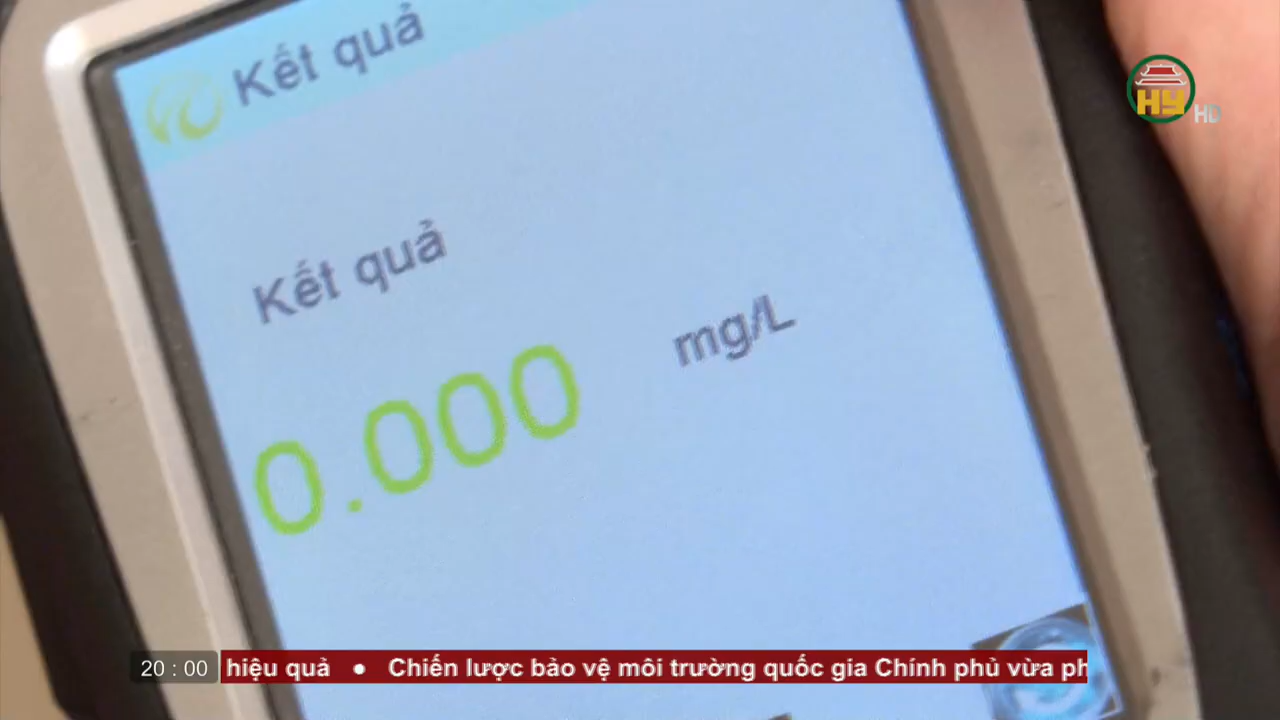 Kết quả
HY HD
Kết quả
mg/L
0.000
20 : 00 hiệu quả ● Chiến lược bảo vệ môi trường quốc gia Chính phủ vừa ph